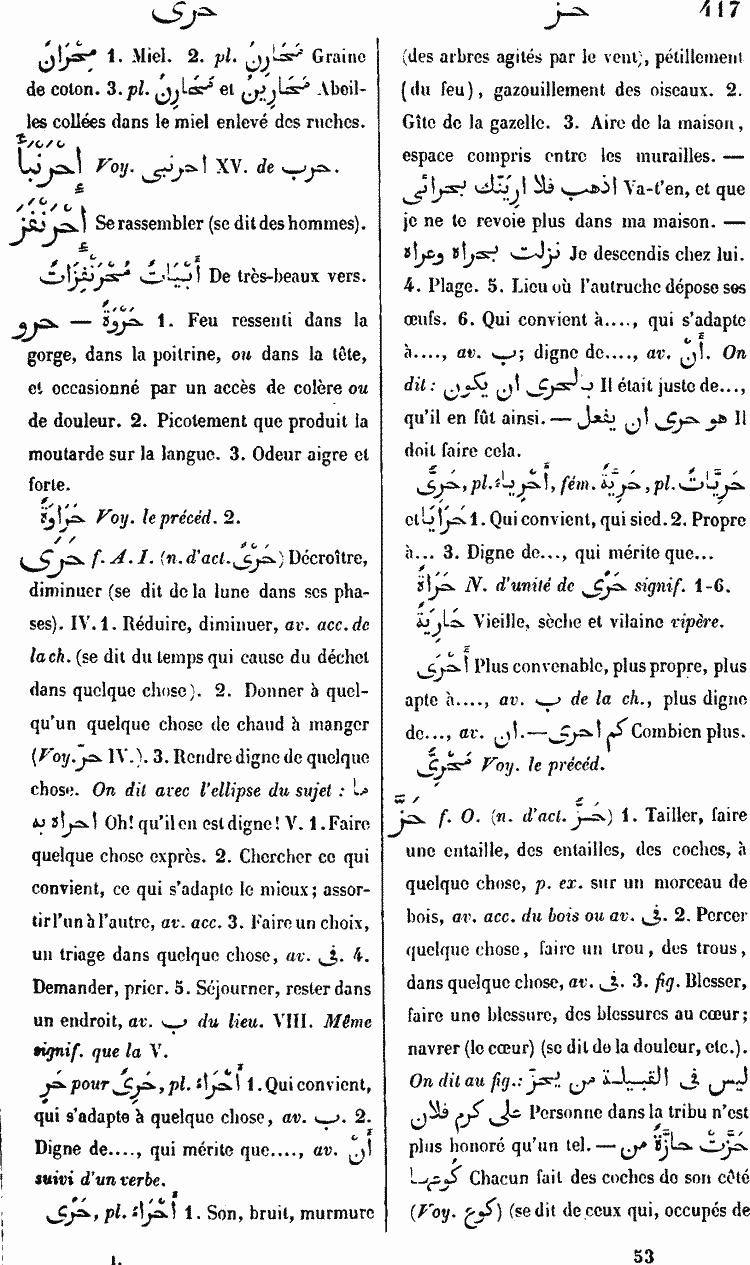 حرى
حز
417
مِحْرَانٌ 1. Miel. 2. pl. مَحَارِنُ Graine
de coton. 3. pl. مَحَارِنُ et مَحَارِينُ Abeil-
les collées dans le miel enlevé des ruches.
إِحْرَنْبَأَ Voy. احرنبى XV. de حرب.
إِحْرَنْفَزَ Se rassembler (se dit des hommes).
أَبْيَاتٌ مُحْرَنْفِزَاتٌ De très-beaux vers.
حرو — حَرْوَةٌ 1. Feu ressenti dans la
gorge, dans la poitrine, ou dans la tête,
et occasionné par un accès de colère ou
de douleur. 2. Picotement que produit la
moutarde sur la langue. 3. Odeur aigre et
forte.
حَرَاوَةٌ Voy. le précéd. 2.
حَرَى f. A. I. (n. d'act. حَرْىٌ) Décroître,
diminuer (se dit de la lune dans ses pha-
ses). IV. 1. Réduire, diminuer, av. acc. de
la ch. (se dit du temps qui cause du déchet
dans quelque chose). 2. Donner à quel-
qu'un quelque chose de chaud à manger
(Voy. حرّ IV.). 3. Rendre digne de quelque
chose. On dit avec l'ellipse du sujet : ما
احراه به Oh! qu'il en est digne! V. 1. Faire
quelque chose exprès. 2. Chercher ce qui
convient, ce qui s'adapte le mieux; assor-
tir l'un à l'autre, av. acc. 3. Faire un choix,
un triage dans quelque chose, av. فى. 4.
Demander, prier. 5. Séjourner, rester dans
un endroit, av. ب du lieu. VIII. Même
signif. que la V.
حَرٍ pour حَرِىٌ, pl. أَحْرَاءٌ 1. Qui convient,
qui s'adapte à quelque chose, av. ب. 2.
Digne de...., qui mérite que...., av. أَنْ
suivi d'un verbe.
حَرًى, pl. أَحْرَاءٌ 1. Son, bruit, murmure
(des arbres agités par le vent), pétillement
(du feu), gazouillement des oiseaux. 2.
Gîte de la gazelle. 3. Aire de la maison,
espace compris entre les murailles. —
اذهب فلا ارينّك بحرائى Va-t'en, et que
je ne te revoie plus dans ma maison. —
نزلت بحراه وعراه Je descendis chez lui.
4. Plage. 5. Lieu où l'autruche dépose ses
œufs. 6. Qui convient à...., qui s'adapte
à...., av. ب; digne de...., av. أَنْ. On
dit : بالحرى ان يكون Il était juste de...,
qu'il en fût ainsi. — هو حرى ان يفعل Il
doit faire cela.
حَرِىٌّ, pl. أَحْرِيَاءُ, fém. حَرِيَّةٌ, pl. حَرِيَّاتٌ
et حَرَايَا 1. Qui convient, qui sied. 2. Propre
à... 3. Digne de..., qui mérite que...
حَرَاةٌ N. d'unité de حَرًى signif. 1-6.
حَارِيَةٌ Vieille, sèche et vilaine vipère.
أَحْرَى Plus convenable, plus propre, plus
apte à...., av. ب de la ch., plus digne
de..., av. ان. — كم احرى Combien plus.
مَحْرِىٌّ Voy. le précéd.
حَزَّ f. O. (n. d'act. حَزٌّ) 1. Tailler, faire
une entaille, des entailles, des coches, à
quelque chose, p. ex. sur un morceau de
bois, av. acc. du bois ou av. فى. 2. Percer
quelque chose, faire un trou, des trous,
dans quelque chose, av. فى. 3. fig. Blesser,
faire une blessure, des blessures au cœur;
navrer (le cœur) (se dit de la douleur, etc.).
On dit au fig.: ليس فى القبيلة من يحزّ
على كرم فلان Personne dans la tribu n'est
plus honoré qu'un tel. — حَزَّتْ حازَّةٌ من
كُوعها Chacun fait des coches de son côté
(Voy. كوع) (se dit de ceux qui, occupés de
I.
53